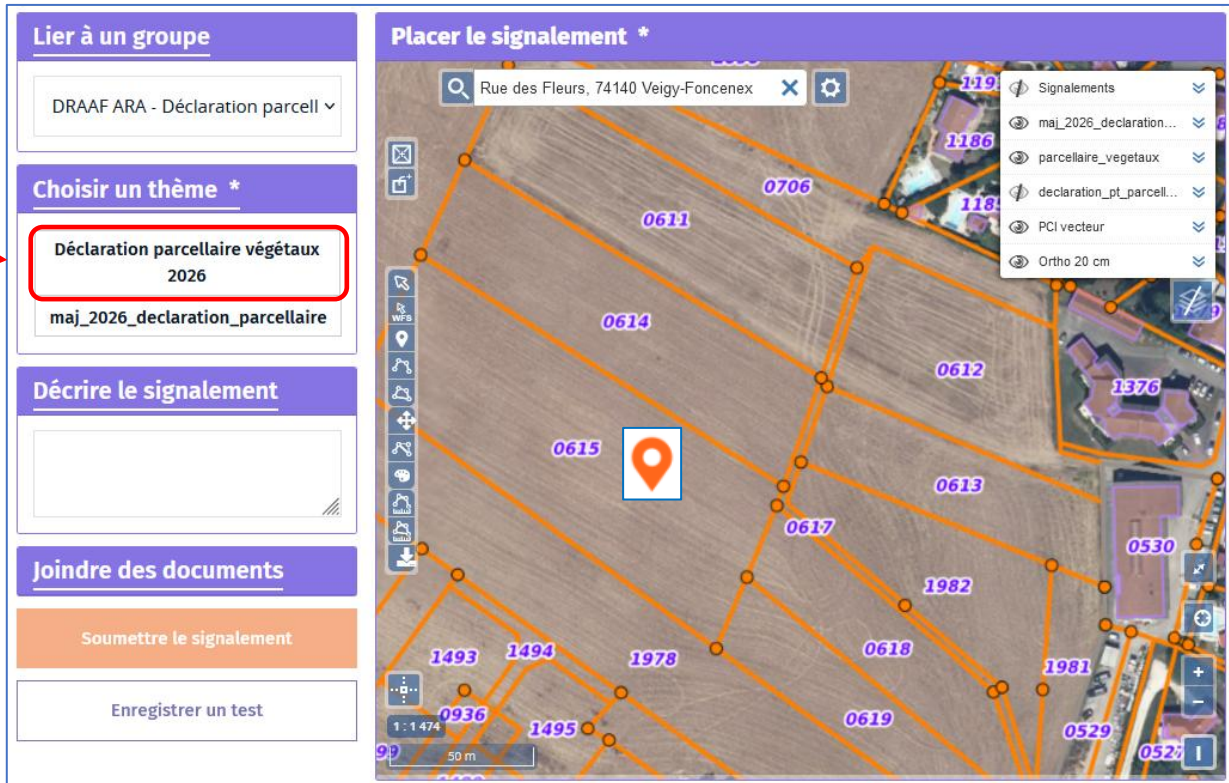 Lier à un groupe
DRAAF ARA - Déclaration parcell
Choisir un thème *
Déclaration parcellaire végétaux
2026
maj_2026_declaration_parcellaire
Décrire le signalement
Joindre des documents
Soumettre le signalement
Enregistrer un test
Placer le signalement *
Rue des Fleurs, 74140 Veigy-Foncenex
Signalements
maj_2026_declaration...
parcellaire_vegetaux
declaration_pt_parcell...
PCI vecteur
Ortho 20 cm
WFS
1186
0706
0611
0614
0612
1376
0615
0613
0617
0530
1982
1493
1494
1978
0618
1981
0936
1495
0619
0529
0527
1 : 1 474
50 m